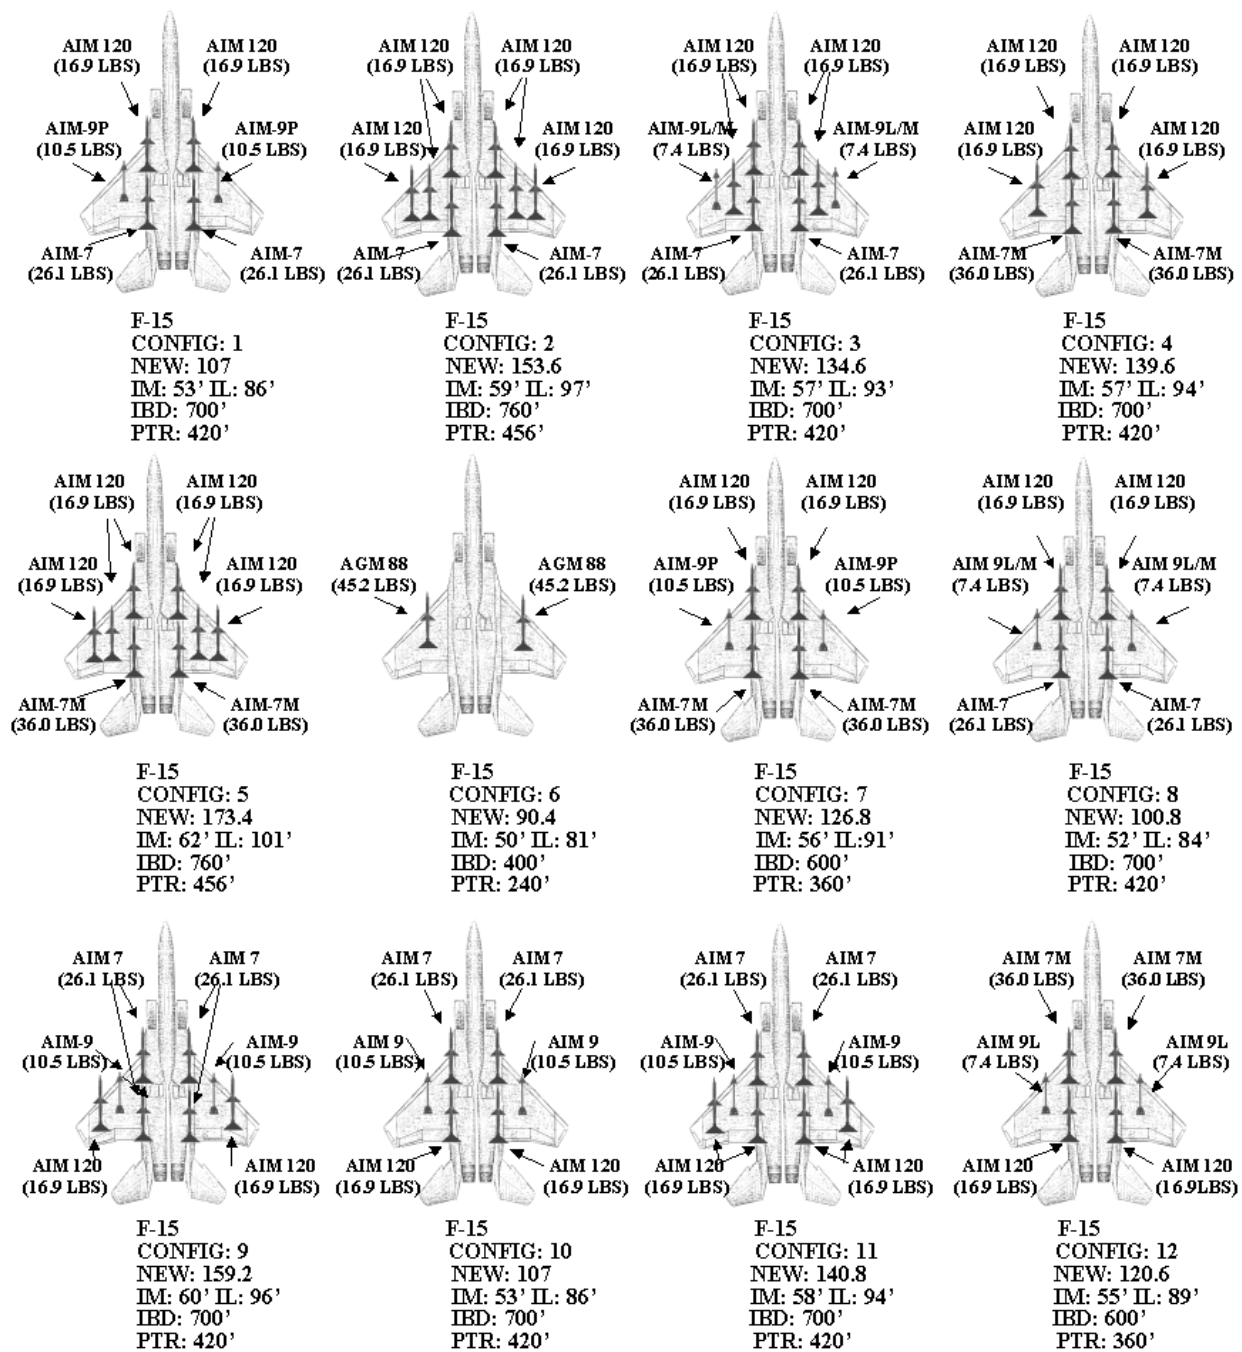 AIM 120
(16.9 LBS)
AIM 120
(16.9 LBS)
AIM-9P
(10.5 LBS)
AIM-9P
(10.5 LBS)
AIM-7
(26.1 LBS)
AIM-7
(26.1 LBS)
F-15
CONFIG: 1
NEW: 107
IM: 53’ IL: 86’
IBD: 700’
PTR: 420’
AIM 120
(16.9 LBS)
AIM 120
(16.9 LBS)
AIM 120
(16.9 LBS)
AIM 120
(16.9 LBS)
AIM-7
(26.1 LBS)
AIM-7
(26.1 LBS)
F-15
CONFIG: 2
NEW: 153.6
IM: 59’ IL: 97’
IBD: 760’
PTR: 456’
AIM 120
(16.9 LBS)
AIM 120
(16.9 LBS)
AIM-9L/M
(7.4 LBS)
AIM-9L/M
(7.4 LBS)
AIM-7
(26.1 LBS)
AIM-7
(26.1 LBS)
F-15
CONFIG: 3
NEW: 134.6
IM: 57’ IL: 93’
IBD: 700’
PTR: 420’
AIM 120
(16.9 LBS)
AIM 120
(16.9 LBS)
AIM 120
(16.9 LBS)
AIM 120
(16.9 LBS)
AIM-7M
(36.0 LBS)
AIM-7M
(36.0 LBS)
F-15
CONFIG: 4
NEW: 139.6
IM: 57’ IL: 94’
IBD: 700’
PTR: 420’
AIM 120
(16.9 LBS)
AIM 120
(16.9 LBS)
AIM 120
(16.9 LBS)
AIM 120
(16.9 LBS)
AIM-7M
(36.0 LBS)
AIM-7M
(36.0 LBS)
F-15
CONFIG: 5
NEW: 173.4
IM: 62’ IL: 101’
IBD: 760’
PTR: 456’
AGM 88
(45.2 LBS)
AGM 88
(45.2 LBS)
F-15
CONFIG: 6
NEW: 90.4
IM: 50’ IL: 81’
IBD: 400’
PTR: 240’
AIM 120
(16.9 LBS)
AIM 120
(16.9 LBS)
AIM-9P
(10.5 LBS)
AIM-9P
(10.5 LBS)
AIM-7M
(36.0 LBS)
AIM-7M
(36.0 LBS)
F-15
CONFIG: 7
NEW: 126.8
IM: 56’ IL:91’
IBD: 600’
PTR: 360’
AIM 120
(16.9 LBS)
AIM 120
(16.9 LBS)
AIM 9L/M
(7.4 LBS)
AIM 9L/M
(7.4 LBS)
AIM-7
(26.1 LBS)
AIM-7
(26.1 LBS)
F-15
CONFIG: 8
NEW: 100.8
IM: 52’ IL: 84’
IBD: 700’
PTR: 420’
AIM 7
(26.1 LBS)
AIM 7
(26.1 LBS)
AIM-9
(10.5 LBS)
AIM-9
(10.5 LBS)
AIM 120
(16.9 LBS)
AIM 120
(16.9 LBS)
F-15
CONFIG: 9
NEW: 159.2
IM: 60’ IL: 96’
IBD: 700’
PTR: 420’
AIM 7
(26.1 LBS)
AIM 7
(26.1 LBS)
AIM 9
(10.5 LBS)
AIM 9
(10.5 LBS)
AIM 120
(16.9 LBS)
AIM 120
(16.9 LBS)
F-15
CONFIG: 10
NEW: 107
IM: 53’ IL: 86’
IBD: 700’
PTR: 420’
AIM 7
(26.1 LBS)
AIM 7
(26.1 LBS)
AIM-9
(10.5 LBS)
AIM-9
(10.5 LBS)
AIM 120
(16.9 LBS)
AIM 120
(16.9 LBS)
F-15
CONFIG: 11
NEW: 140.8
IM: 58’ IL: 94’
IBD: 700’
PTR: 420’
AIM 7M
(36.0 LBS)
AIM 7M
(36.0 LBS)
AIM 9L
(7.4 LBS)
AIM 9L
(7.4 LBS)
AIM 120
(16.9 LBS)
AIM 120
(16.9LBS)
F-15
CONFIG: 12
NEW: 120.6
IM: 55’ IL: 89’
IBD: 600’
PTR: 360’